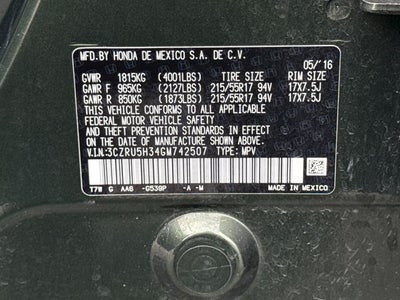 MFD.BY HONDA DE MEXICO S.A. DE C.V.
05/'16
GVWR 1815KG (4001LBS) TIRE SIZE RIM SIZE
GAWR F 965KG (2127LBS) 215/55R17 94V 17X7.5J
GAWR R 850KG (1873LBS) 215/55R17 94V 17X7.5J
THIS VEHICLE CONFORMS TO ALL APPLICABLE
FEDERAL MOTOR VEHICLE SAFETY AND THEFT
PREVENTION STANDARDS IN EFFECT ON THE DATE
OF MANUFACTURE SHOWN ABOVE.
V.I.N:3CZRU5H34GM742507 TYPE: MPV
T7W G AA6 -G539P -A -M MADE IN MEXICO